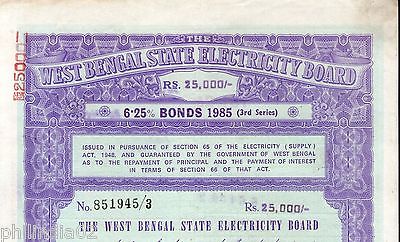 THE
WEST BENGAL STATE ELECTRICITY BOARD
RS. 25,000/-
25000/-
6·25% BONDS 1985 (3rd Series)
ISSUED IN PURSUANCE OF SECTION 65 OF THE ELECTRICITY (SUPPLY)
ACT, 1948, AND GUARANTEED BY THE GOVERNMENT OF WEST BENGAL
AS TO THE REPAYMENT OF PRINCIPAL AND THE PAYMENT OF INTEREST
IN TERMS OF SECTION 66 OF THAT ACT.
No. 851945/3 Rs. 25,000/-
THE WEST BENGAL STATE ELECTRICITY BOARD
philindia02